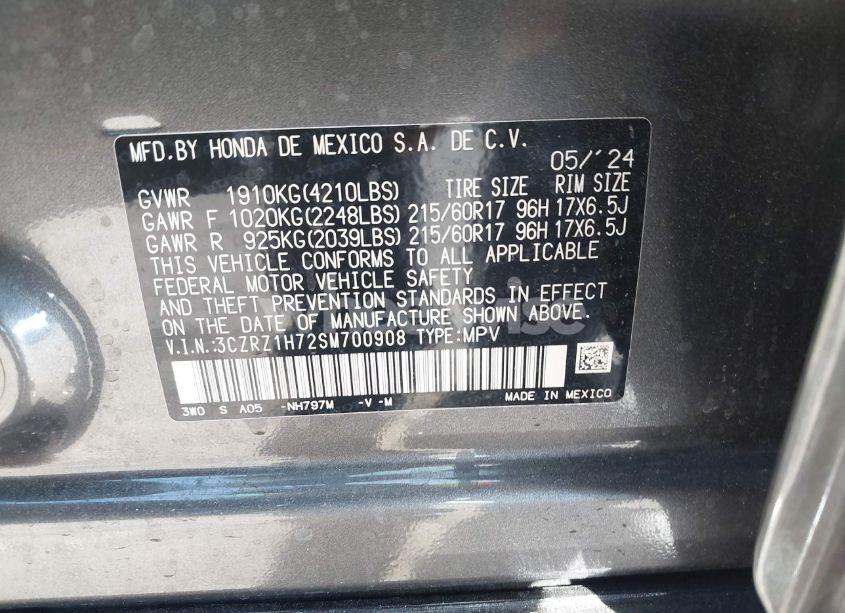 MFD.BY HONDA DE MEXICO S.A. DE C.V.
05/'24
GVWR 1910KG(4210LBS) TIRE SIZE RIM SIZE
GAWR F 1020KG(2248LBS) 215/60R17 96H 17X6.5J
GAWR R 925KG(2039LBS) 215/60R17 96H 17X6.5J
THIS VEHICLE CONFORMS TO ALL APPLICABLE
FEDERAL MOTOR VEHICLE SAFETY
AND THEFT PREVENTION STANDARDS IN EFFECT
ON THE DATE OF MANUFACTURE SHOWN ABOVE.
V.I.N.:3CZRZ1H72SM700908 TYPE:MPV
3W0 S A05 -NH797M -V -M
MADE IN MEXICO